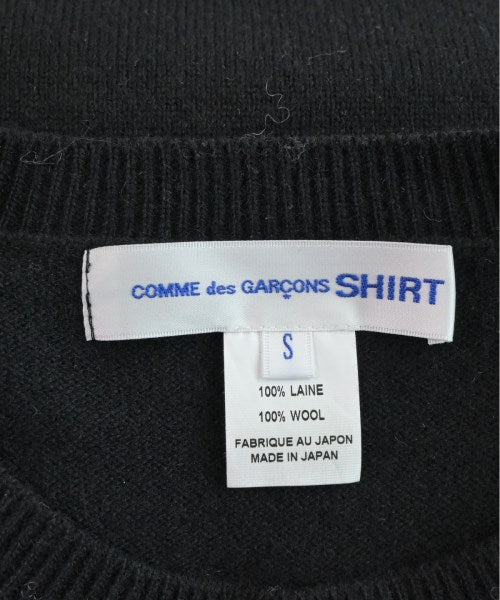 COMME des GARÇONS SHIRT
S
100% LAINE
100% WOOL
FABRIQUE AU JAPON
MADE IN JAPAN